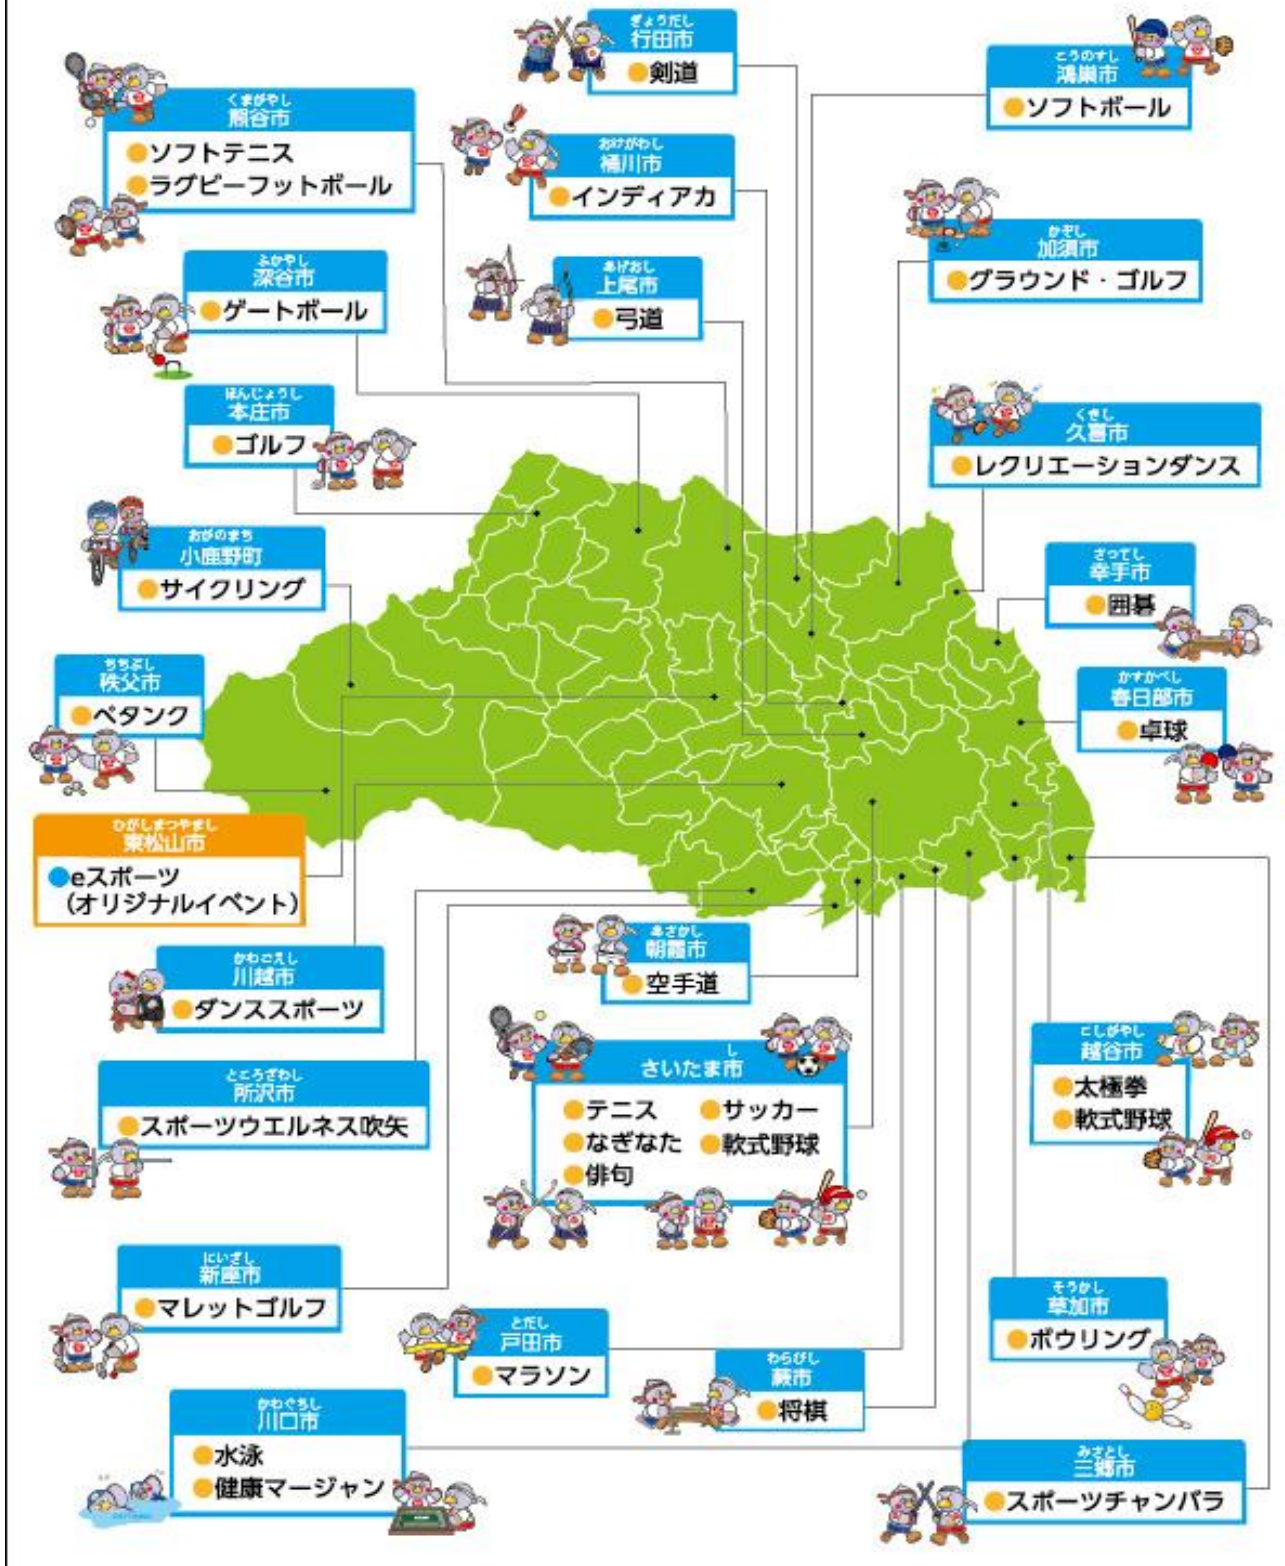 ぎょうだし
行田市
剣道
こうのすし
鴻巣市
ソフトボール
くまがやし
熊谷市
ソフトテニス
ラグビーフットボール
おけがわし
桶川市
インディアカ
かぞし
加須市
グラウンド・ゴルフ
ふかやし
深谷市
ゲートボール
あげおし
上尾市
弓道
ほんじょうし
本庄市
ゴルフ
くきし
久喜市
レクリエーションダンス
おがのまち
小鹿野町
サイクリング
さってし
幸手市
囲碁
ちちぶし
秩父市
ペタンク
かすかべし
春日部市
卓球
ひがしまつやまし
東松山市
eスポーツ
(オリジナルイベント)
あさかし
朝霞市
空手道
かわごえし
川越市
ダンススポーツ
ところざわし
所沢市
スポーツウエルネス吹矢
し
さいたま市
テニス サッカー
なぎなた 軟式野球
俳句
こしがやし
越谷市
太極拳
軟式野球
にいざし
新座市
マレットゴルフ
とだし
戸田市
マラソン
わらびし
蕨市
将棋
そうかし
草加市
ボウリング
かわぐちし
川口市
水泳
健康マージャン
みさとし
三郷市
スポーツチャンバラ